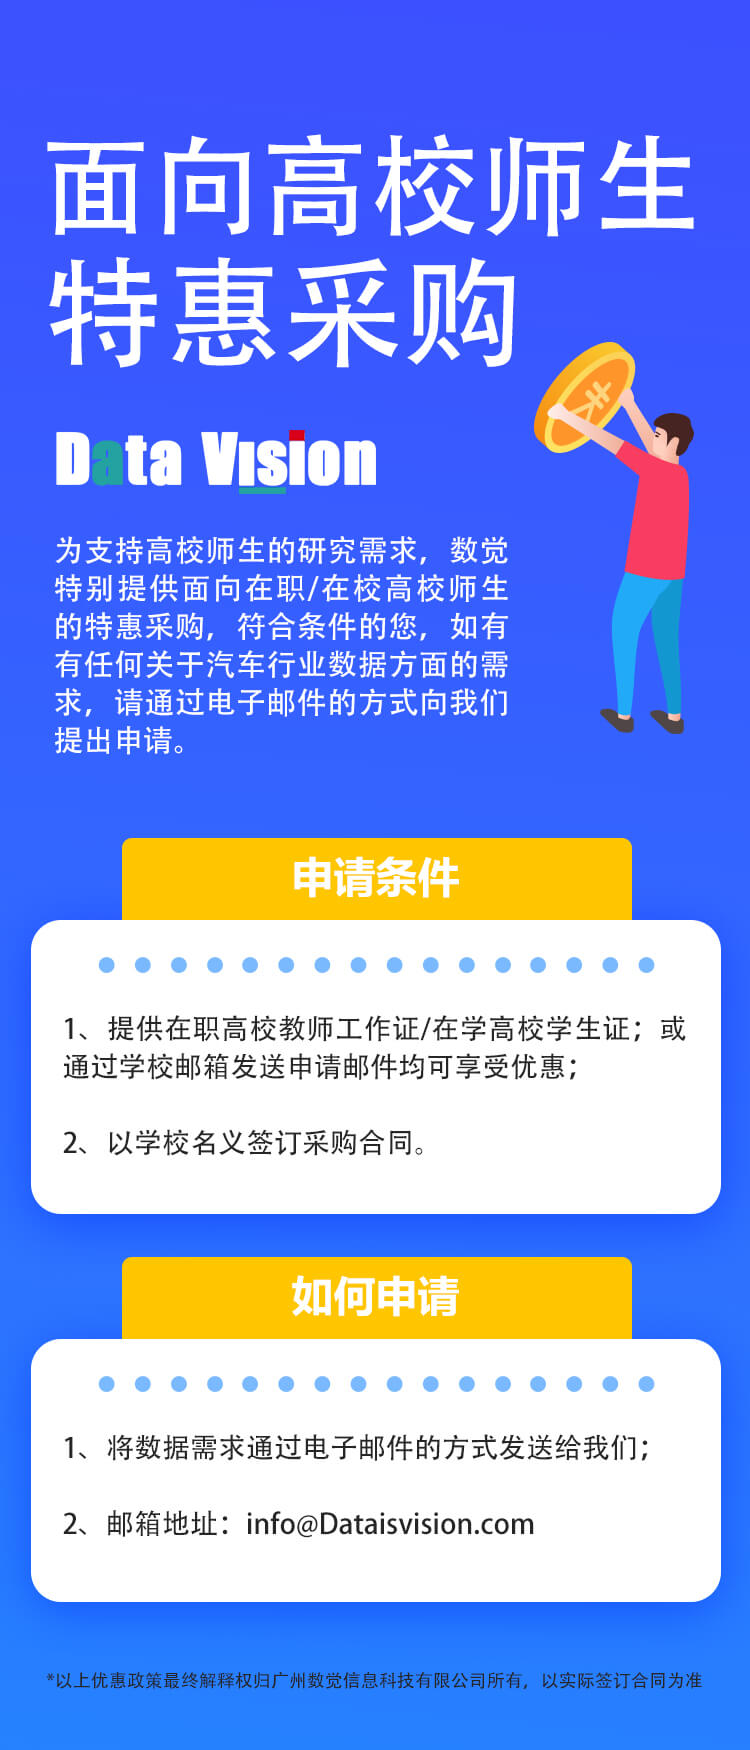 面向高校师生
特惠采购
Data Vision
为支持高校师生的研究需求，数觉
特别提供面向在职/在校高校师生
的特惠采购，符合条件的您，如有
有任何关于汽车行业数据方面的需
求，请通过电子邮件的方式向我们
提出申请。
申请条件
1、提供在职高校教师工作证/在学高校学生证；或
通过学校邮箱发送申请邮件均可享受优惠；
2、以学校名义签订采购合同。
如何申请
1、将数据需求通过电子邮件的方式发送给我们；
2、邮箱地址：info@Dataisvision.com
*以上优惠政策最终解释权归广州数觉信息科技有限公司所有，以实际签订合同为准